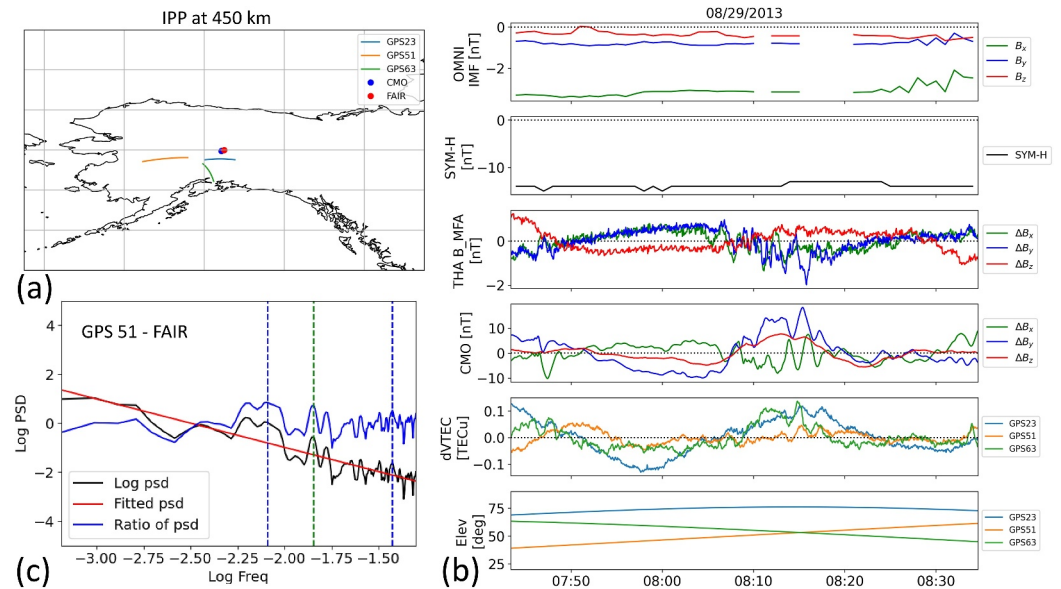 IPP at 450 km
GPS23
GPS51
GPS63
CMO
FAIR
(a)
GPS 51 - FAIR
4
2
0
−2
−4
Log PSD
Log psd
Fitted psd
Ratio of psd
−3.00 −2.75 −2.50 −2.25 −2.00 −1.75 −1.50
Log Freq
(c)
08/29/2013
OMNI
IMF [nT]
0
−2
Bx
By
Bz
SYM-H
[nT]
0
−10
SYM-H
THA B_MFA
[nT]
0
−2
ΔBx
ΔBy
ΔBz
CMO [nT]
10
0
−10
ΔBx
ΔBy
ΔBz
dVTEC
[TECu]
0.1
0.0
−0.1
GPS23
GPS51
GPS63
Elev
[deg]
75
50
25
GPS23
GPS51
GPS63
07:50 08:00 08:10 08:20 08:30
(b)